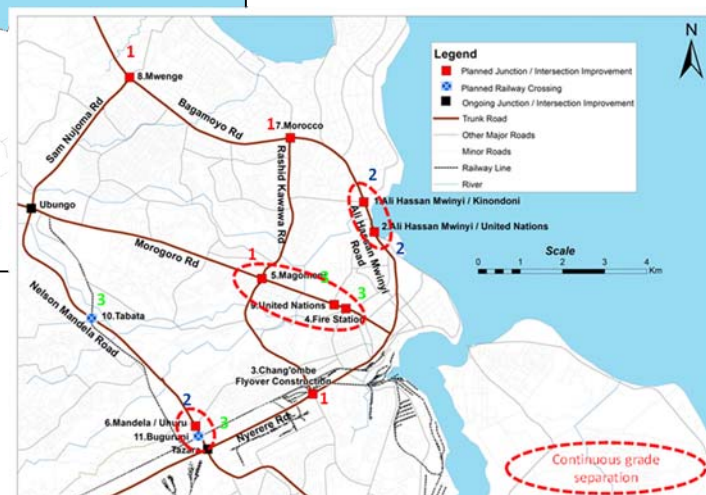 N
Legend
Planned Junction / Intersection Improvement
Planned Railway Crossing
Ongoing Junction / Intersection Improvement
Trunk Road
Other Major Roads
Minor Roads
Railway Line
River
1
8.Mwenge
Bagamoyo Rd
Sam Nujoma Rd
1
7.Morocco
Rashid Kawawa Rd
2
1.Ali Hassan Mwinyi / Kinondoni
Ali Hassan Mwinyi Road
2.Ali Hassan Mwinyi / United Nations
2
Ubungo
Morogoro Rd
Scale
0 1 2 3 4
Km
1
5.Magomeni
3
9.United Nations
3
4.Fire Station
3
10.Tabata
Nelson Mandela Road
3.Chang'ombe
Flyover Construction
1
2
6.Mandela / Uhuru
3
11.Buguruni
Tazara
Nyerere Rd
Continuous grade
separation